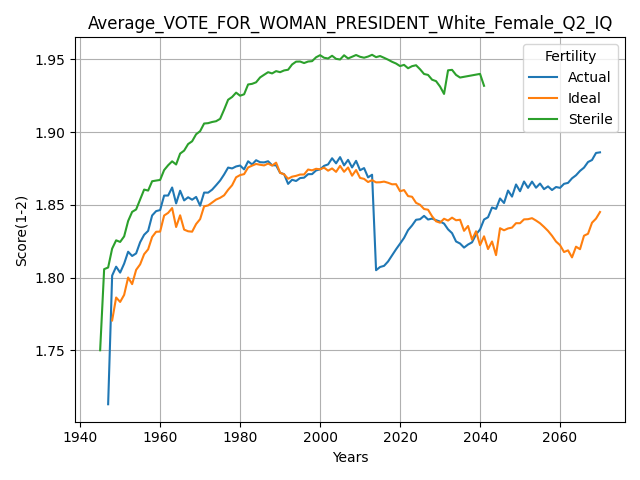 Average_VOTE_FOR_WOMAN_PRESIDENT_White_Female_Q2_IQ
Score(1-2)
1.95
1.90
1.85
1.80
1.75
Fertility
Actual
Ideal
Sterile
1940 1960 1980 2000 2020 2040 2060
Years